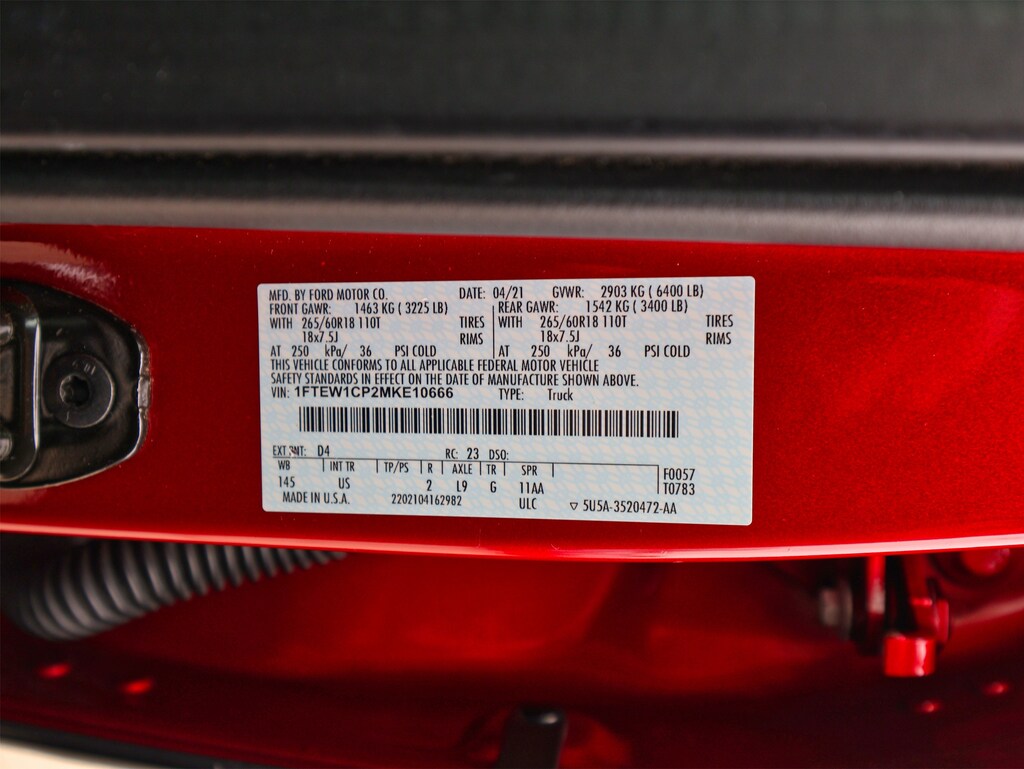 MFD. BY FORD MOTOR CO. DATE: 04/21 GVWR: 2903 KG ( 6400 LB)
FRONT GAWR: 1463 KG ( 3225 LB) REAR GAWR: 1542 KG ( 3400 LB)
WITH 265/60R18 110T TIRES WITH 265/60R18 110T TIRES
18x7.5J RIMS 18x7.5J RIMS
AT 250 kPa/ 36 PSI COLD AT 250 kPa/ 36 PSI COLD
THIS VEHICLE CONFORMS TO ALL APPLICABLE FEDERAL MOTOR VEHICLE
SAFETY STANDARDS IN EFFECT ON THE DATE OF MANUFACTURE SHOWN ABOVE.
VIN: 1FTEW1CP2MKE10666 TYPE: Truck
EXT PNT: D4 RC: 23 DSO:
WB INT TR TP/PS R AXLE TR SPR F0057
145 US 2 L9 G 11AA T0783
MADE IN U.S.A. 2202104162982 ULC ▽ 5U5A-3520472-AA